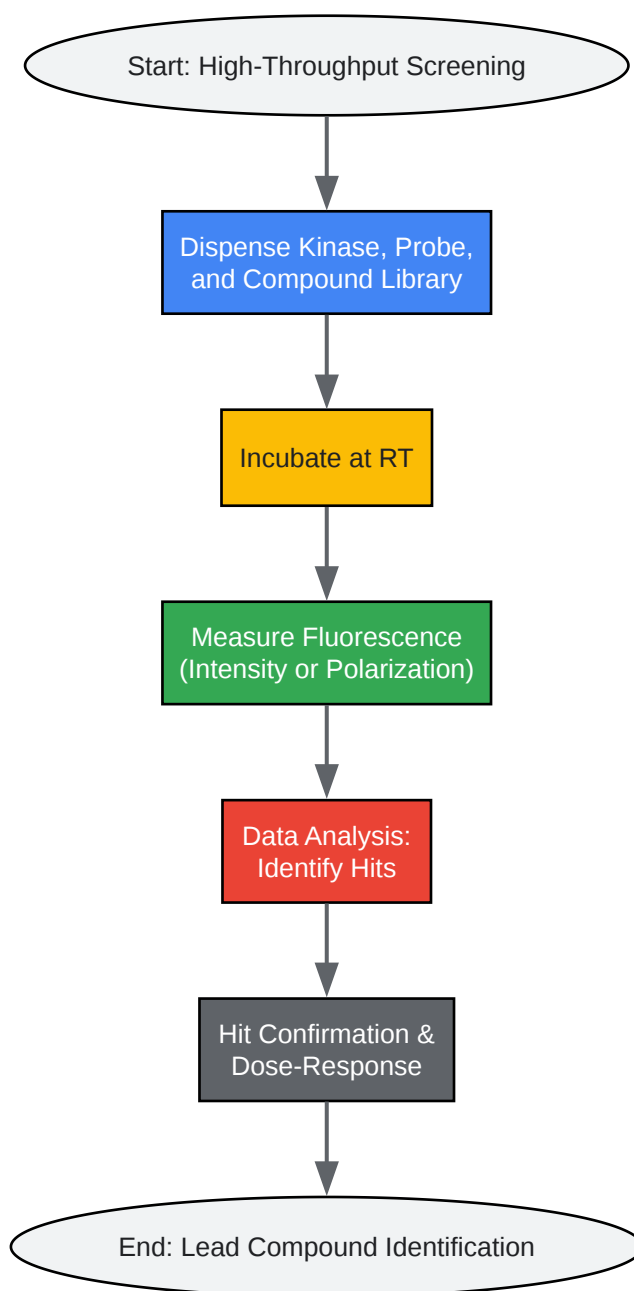 Start: High-Throughput Screening
Dispense Kinase, Probe,
and Compound Library
Incubate at RT
Measure Fluorescence
(Intensity or Polarization)
Data Analysis:
Identify Hits
Hit Confirmation &
Dose-Response
End: Lead Compound Identification